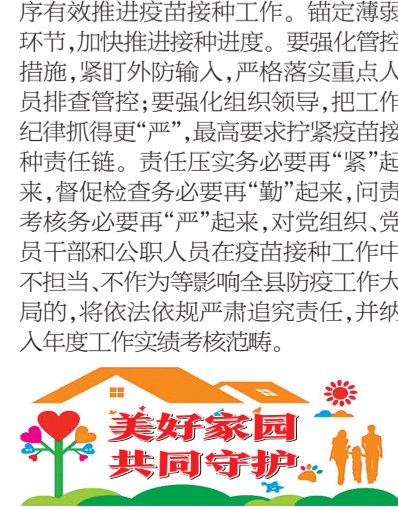 序有效推进疫苗接种工作。锚定薄弱
环节,加快推进接种进度。要强化管控
措施,紧盯外防输入,严格落实重点人
员排查管控;要强化组织领导,把工作
纪律抓得更“严”,最高要求拧紧疫苗接
种责任链。责任压实务必要再“紧”起
来,督促检查务必要再“勤”起来,问责
考核务必要再“严”起来,对党组织、党
员干部和公职人员在疫苗接种工作中
不担当、不作为等影响全县防疫工作大
局的,将依法依规严肃追究责任,并纳
入年度工作实绩考核范畴。
美好家园
共同守护